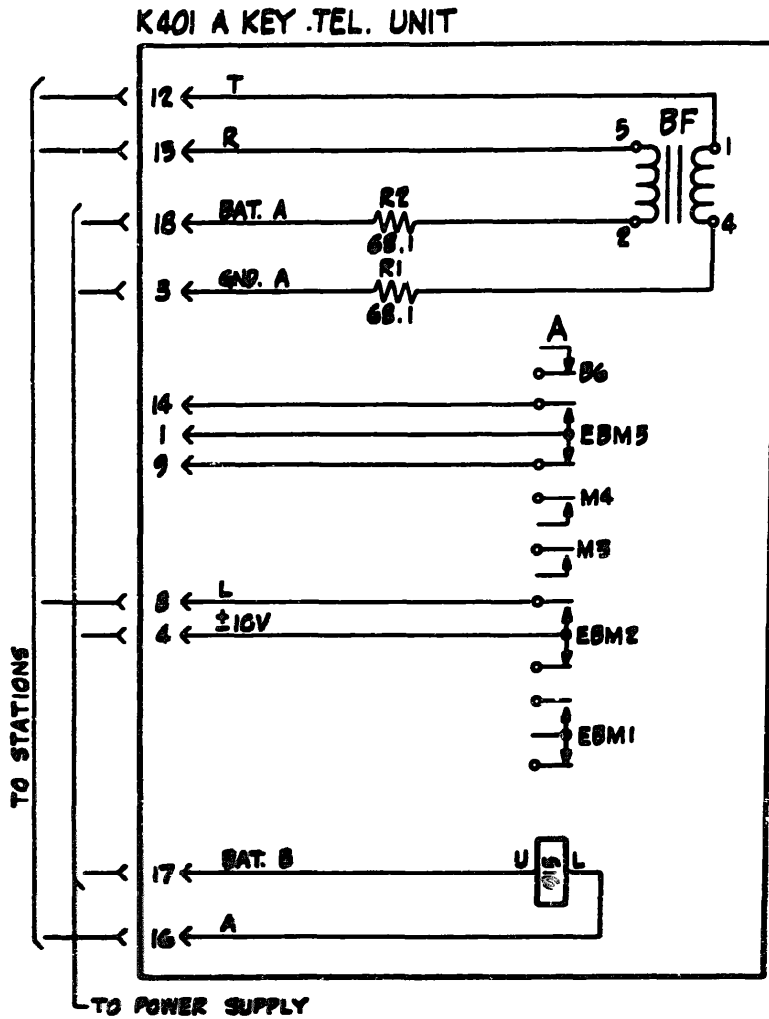 K401 A KEY .TEL. UNIT
12 T
5 BF 1
15 R
R2
18 BAT. A
68.1
2 4
R1
3 GND. A
68.1
A
B6
14
1 EBM5
9
M4
M3
8 L
4 ±10V
EBM2
EBM1
TO STATIONS
17 BAT. B U L
16 A
TO POWER SUPPLY